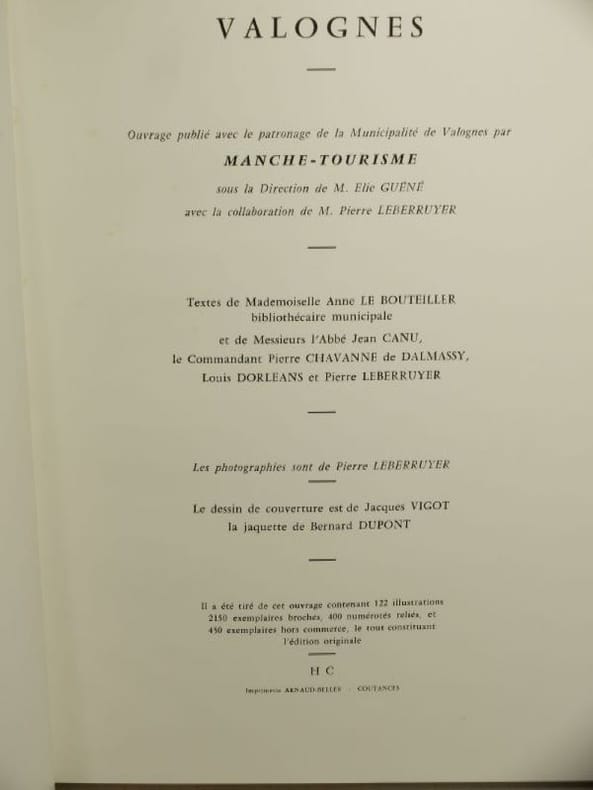 VALOGNES
Ouvrage publié avec le patronage de la Municipalité de Valognes par
MANCHE-TOURISME
sous la Direction de M. Elie GUÉNÉ
avec la collaboration de M. Pierre LEBERRUYER
Textes de Mademoiselle Anne LE BOUTEILLER
bibliothécaire municipale
et de Messieurs l'Abbé Jean CANU,
le Commandant Pierre CHAVANNE de DALMASSY,
Louis DORLEANS et Pierre LEBERRUYER
Les photographies sont de Pierre LEBERRUYER
Le dessin de couverture est de Jacques VIGOT
la jaquette de Bernard DUPONT
Il a été tiré de cet ouvrage contenant 122 illustrations
2150 exemplaires brochés, 400 numérotés reliés, et
450 exemplaires hors commerce, le tout constituant
l'édition originale
H C
Imprimerie ARNAUD-BELLEE - COUTANCES